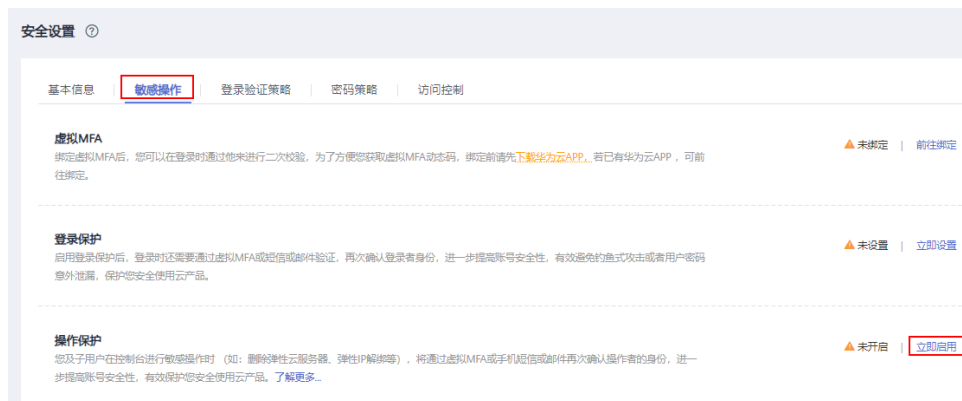 安全设置 ?
基本信息 | 敏感操作 | 登录验证策略 | 密码策略 | 访问控制
虚拟MFA
绑定虚拟MFA后，您可以在登录时通过他来进行二次校验，为了方便您获取虚拟MFA动态码，绑定前请先下载华为云APP，若已有华为云APP ，可前
往绑定。
未绑定 | 前往绑定
登录保护
启用登录保护后，登录时还需要通过虚拟MFA或短信或邮件验证，再次确认登录者身份，进一步提高账号安全性，有效避免钓鱼式攻击或者用户密码
意外泄漏，保护您安全使用云产品。
未设置 | 立即设置
操作保护
您及子用户在控制台进行敏感操作时 （如：删除弹性云服务器、弹性IP解绑等），将通过虚拟MFA或手机短信或邮件再次确认操作者的身份，进一
步提高账号安全性，有效保护您安全使用云产品。了解更多...
未开启 | 立即启用